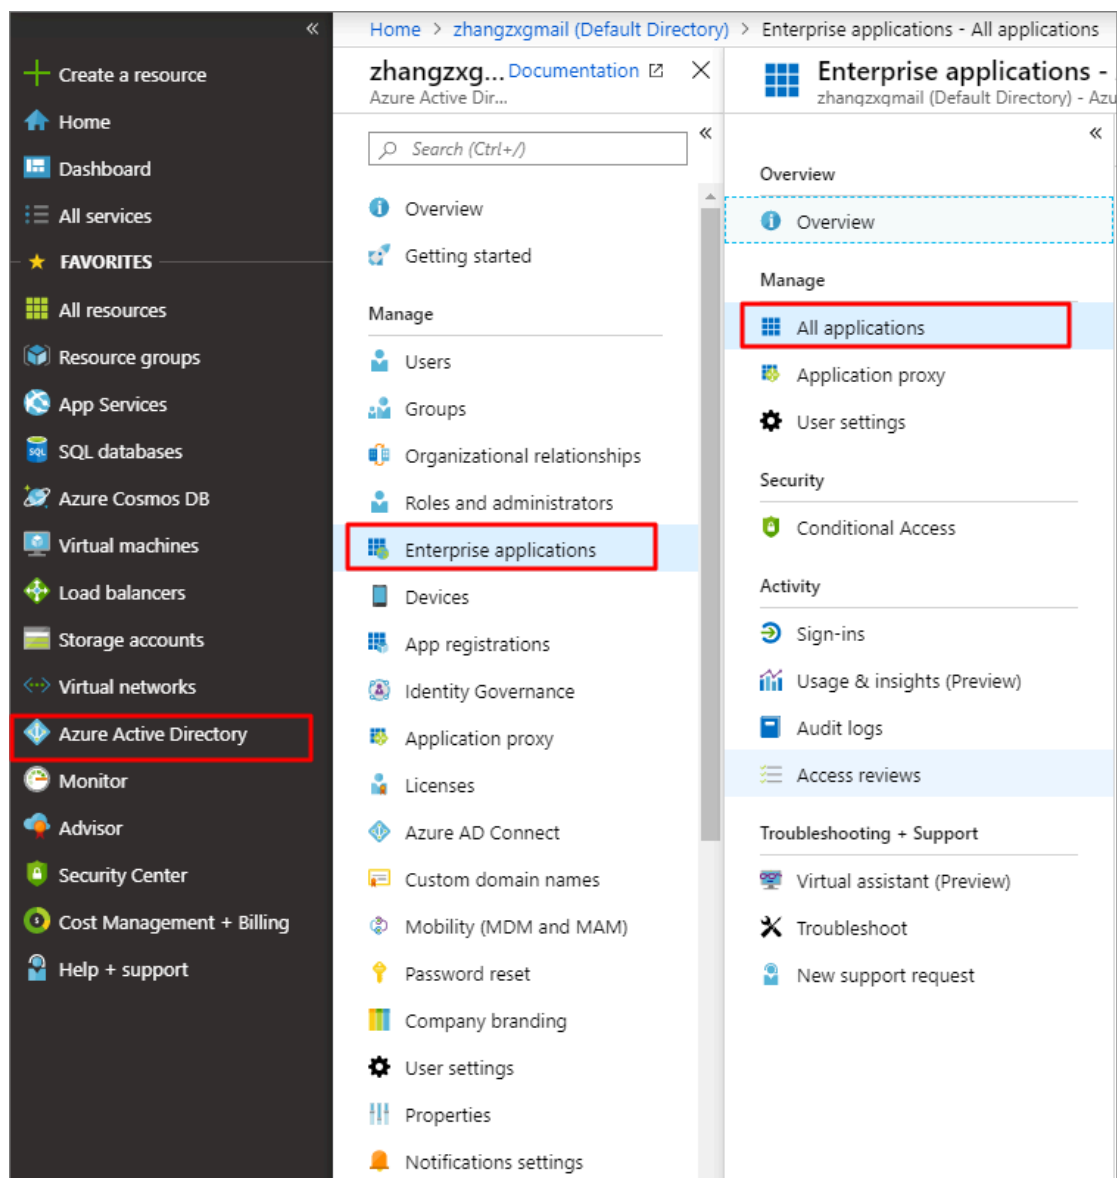 «
Create a resource
Home
Dashboard
All services
FAVORITES
All resources
Resource groups
App Services
SQL
SQL databases
Azure Cosmos DB
Virtual machines
Load balancers
Storage accounts
Virtual networks
Azure Active Directory
Monitor
Advisor
Security Center
Cost Management + Billing
Help + support
Home > zhangzxgmail (Default Directory) > Enterprise applications - All applications
zhangzxg... Documentation
Azure Active Dir...
Search (Ctrl+/)
«
Overview
Getting started
Manage
Users
Groups
Organizational relationships
Roles and administrators
Enterprise applications
Devices
App registrations
Identity Governance
Application proxy
Licenses
Azure AD Connect
Custom domain names
Mobility (MDM and MAM)
Password reset
Company branding
User settings
Properties
Notifications settings
Enterprise applications -
zhangzxgmail (Default Directory) - Azu
«
Overview
Overview
Manage
All applications
Application proxy
User settings
Security
Conditional Access
Activity
Sign-ins
Usage & insights (Preview)
Audit logs
Access reviews
Troubleshooting + Support
Virtual assistant (Preview)
Troubleshoot
New support request